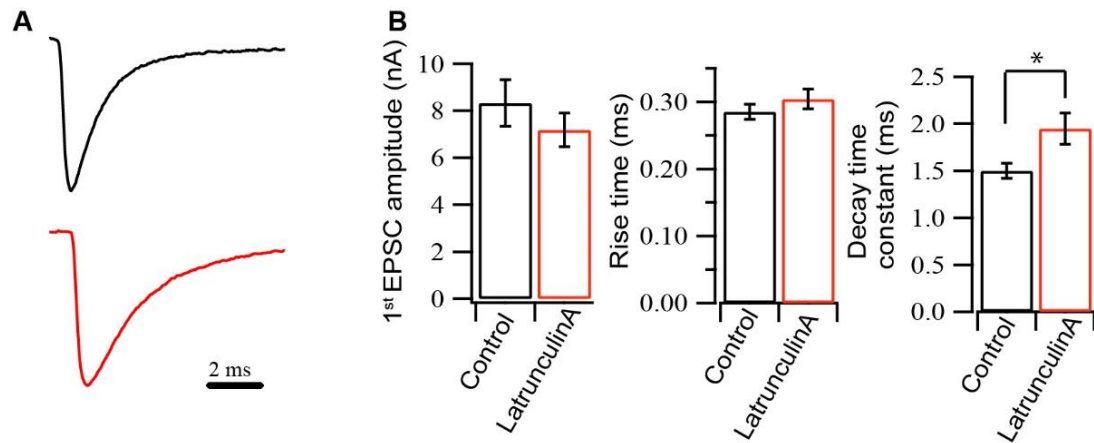 A
2 ms
B
1st EPSC ampitude (nA)
10
8
6
4
2
0
Control
LatrunculinA
Rise time (ms)
0.30
0.20
0.10
0.00
Control
LatrunculinA
Decay time
constant (ms)
2.5
2.0
1.5
1.0
0.5
0.0
*
Control
LatrunculinA